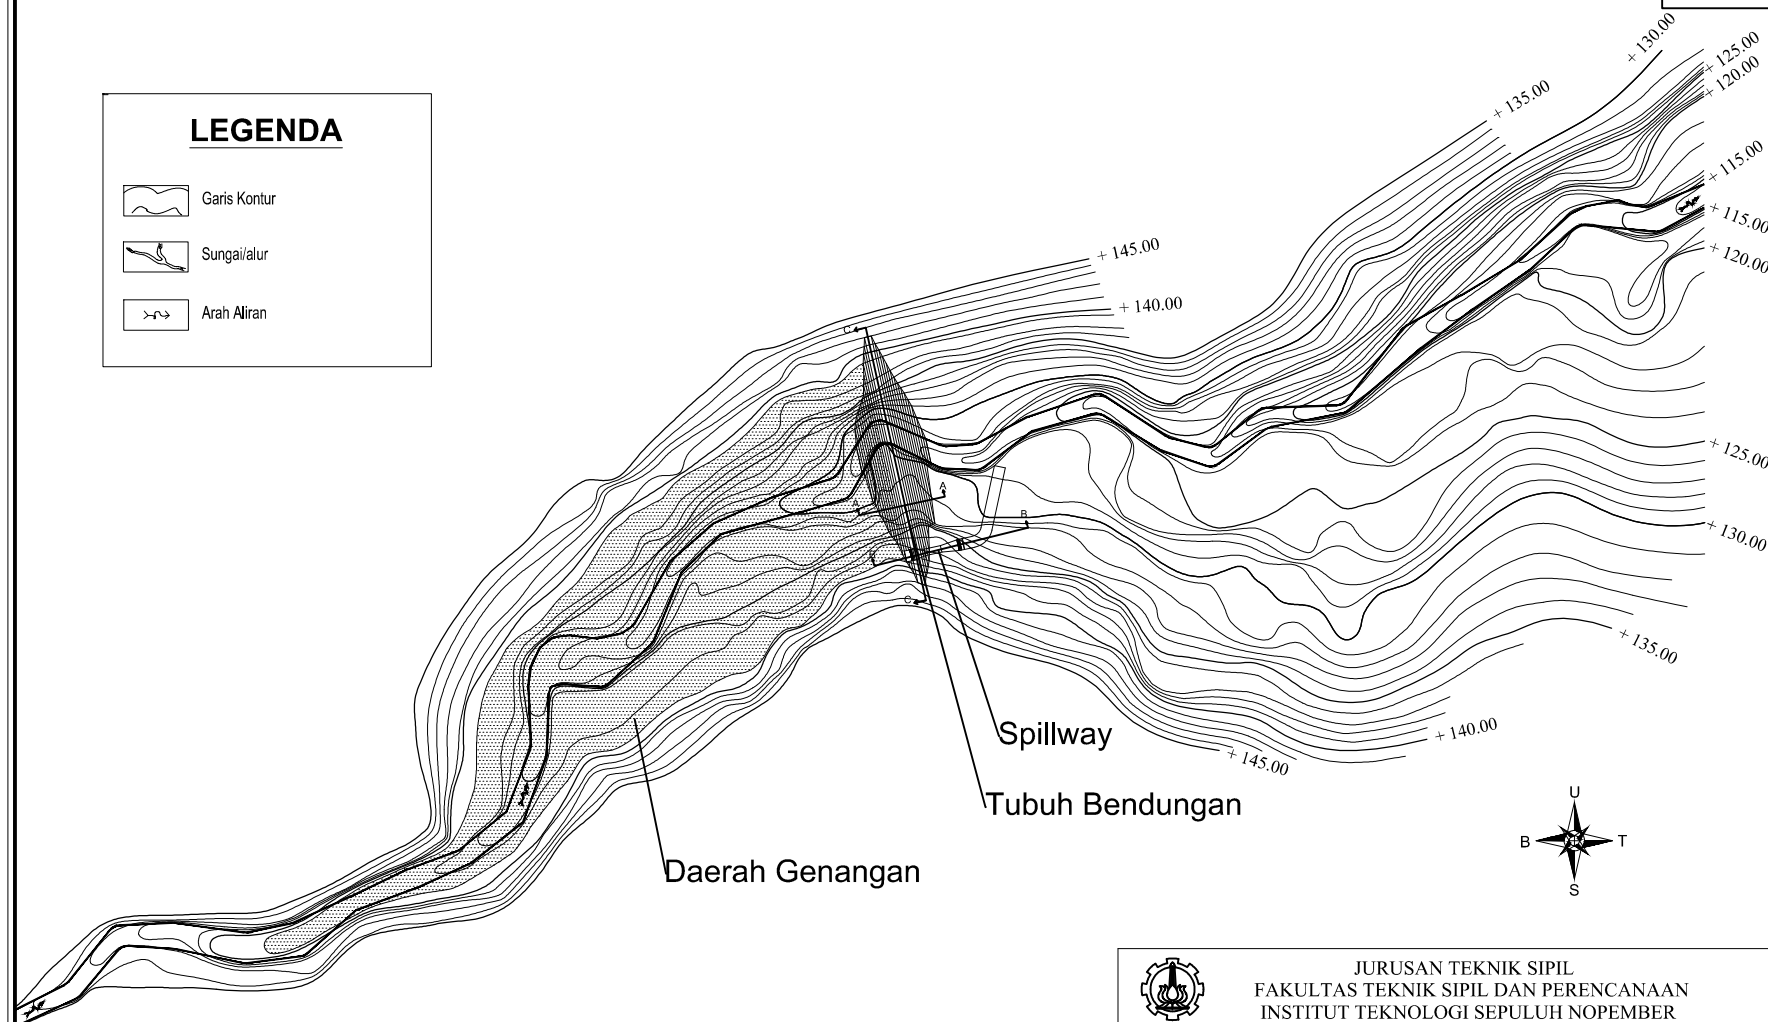 LEGENDA
Garis Kontur
Sungai/alur
Arah Aliran
+ 130.00
+ 125.00
+ 120.00
+ 135.00
+ 115.00
+ 115.00
+ 120.00
+ 145.00
+ 140.00
C
A
A
B
B
C
+ 125.00
+ 130.00
+ 135.00
+ 140.00
+ 145.00
Spillway
Tubuh Bendungan
Daerah Genangan
U
B T
S
JURUSAN TEKNIK SIPIL
FAKULTAS TEKNIK SIPIL DAN PERENCANAAN
INSTITUT TEKNOLOGI SEPULUH NOPEMBER